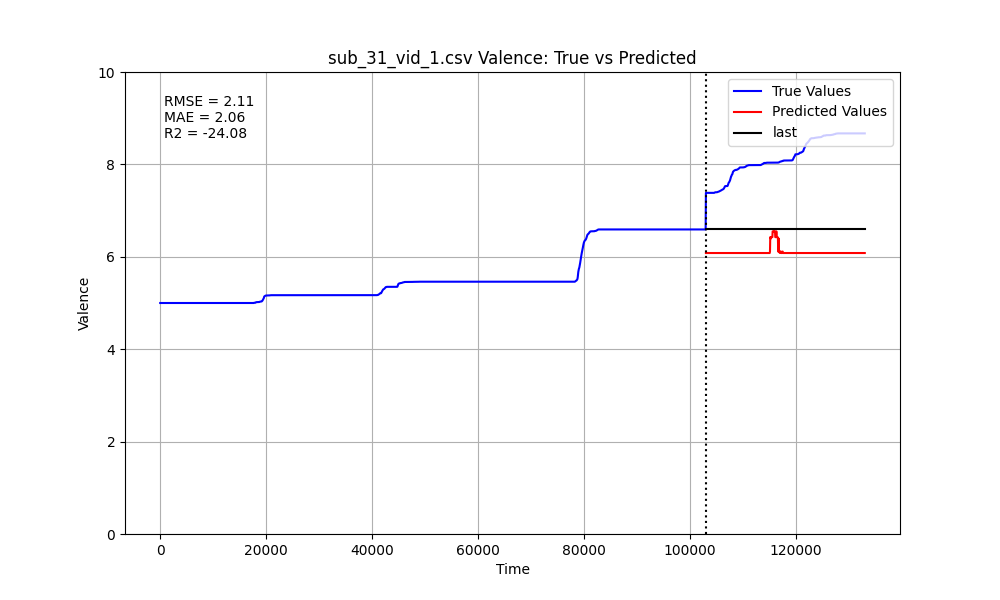 sub_31_vid_1.csv Valence: True vs Predicted
RMSE = 2.11
MAE = 2.06
R2 = -24.08
True Values
Predicted Values
last
10
8
6
4
2
0
Valence
0
20000
40000
60000
80000
100000
120000
Time